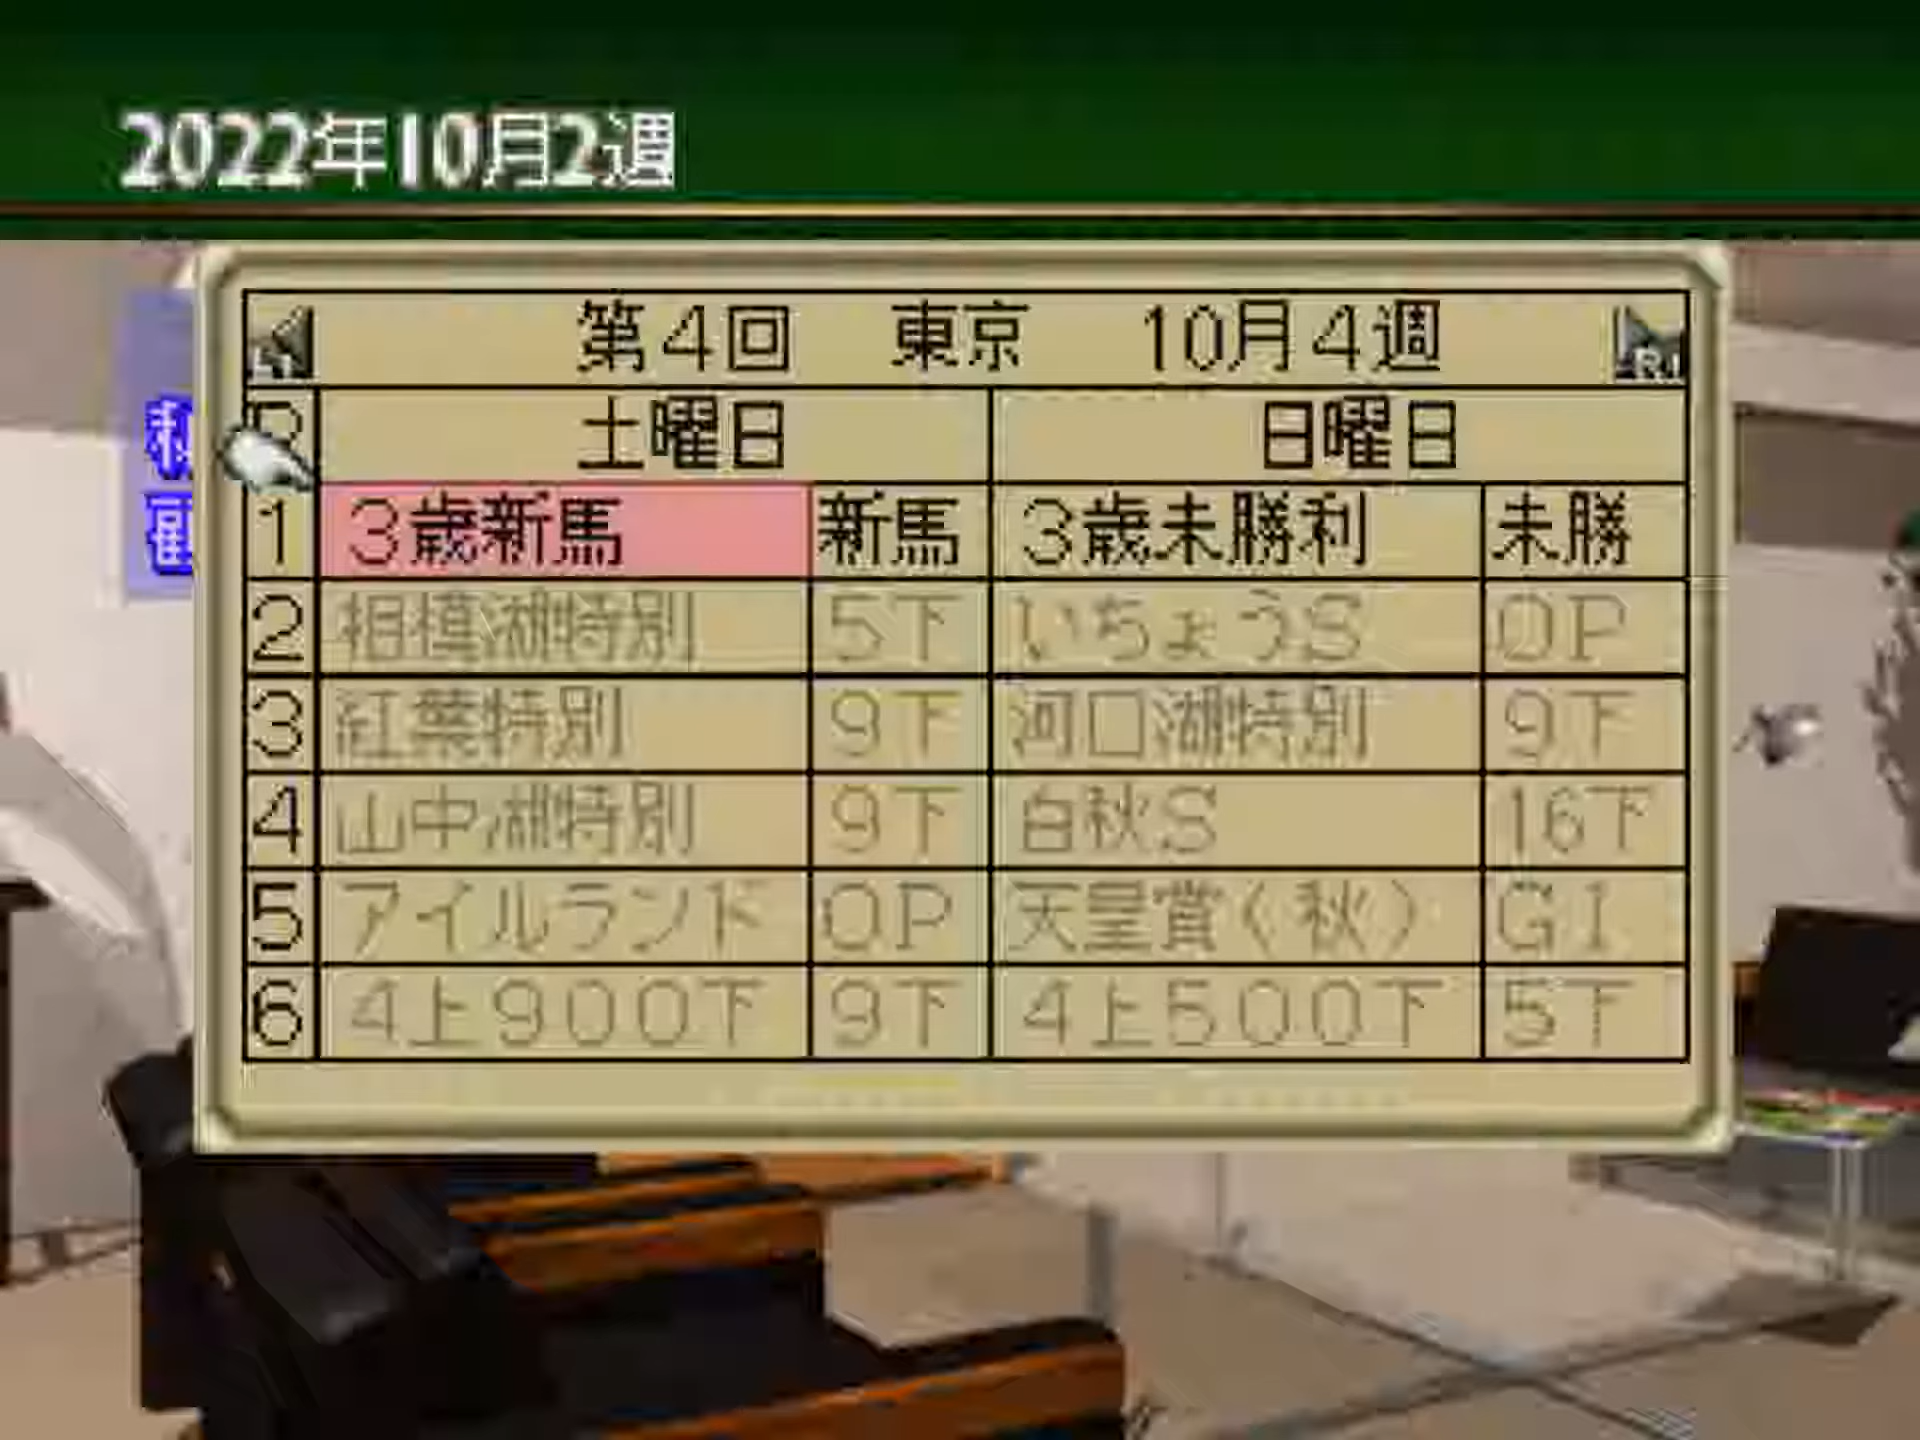 2022年10月2週
第4回 東京 10月4週
R 土曜日 日曜日
1 3歳新馬 新馬 3歳未勝利 未勝
2 相模湖特別 5下 いちょうS OP
3 紅葉特別 9下 河口湖特別 9下
4 山中湖特別 9下 白秋S 16下
5 アイルランド OP 天皇賞〈秋〉 GI
6 4上900下 9下 4上500下 5下